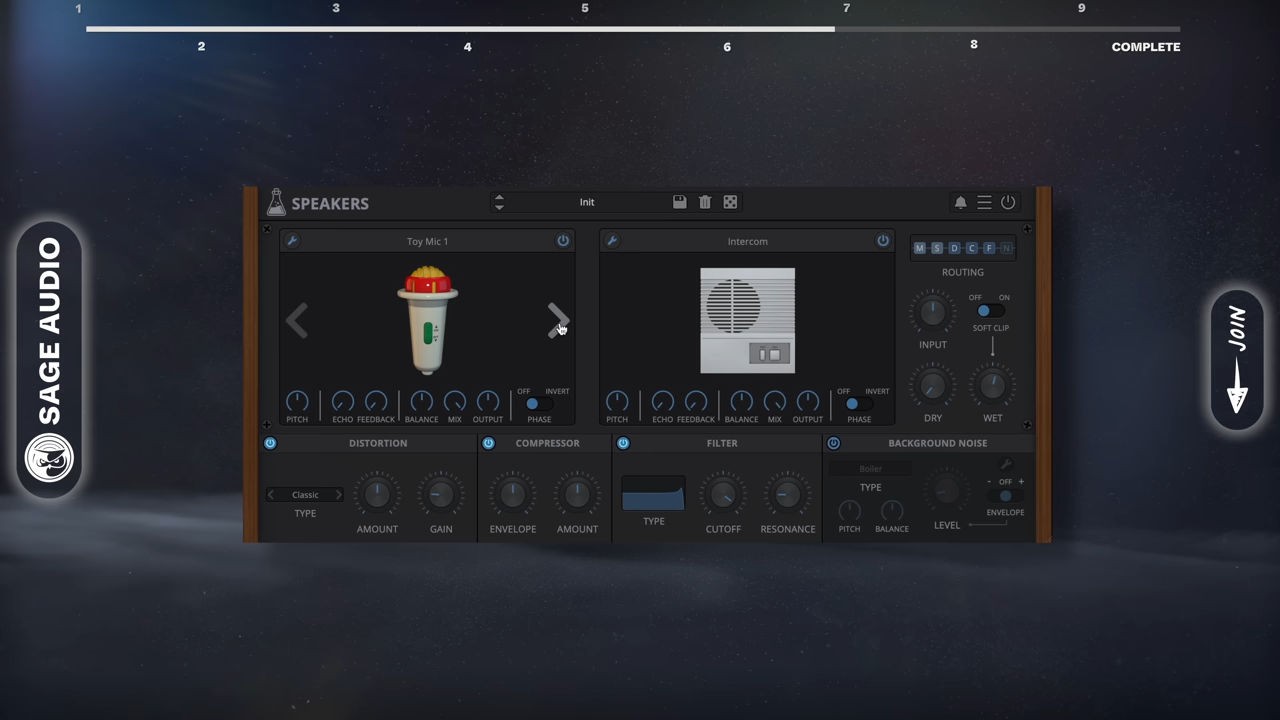 1 3 5 7 9
2 4 6 8 COMPLETE
SAGE AUDIO
JOIN
SPEAKERS
Init
Toy Mic 1
Intercom
M S D C F N
ROUTING
OFF ON
SOFT CLIP
INPUT
DRY WET
PITCH ECHO FEEDBACK BALANCE MIX OUTPUT OFF INVERT PHASE
PITCH ECHO FEEDBACK BALANCE MIX OUTPUT OFF INVERT PHASE
DISTORTION
Classic
TYPE
AMOUNT
GAIN
COMPRESSOR
ENVELOPE
AMOUNT
FILTER
TYPE
CUTOFF
RESONANCE
BACKGROUND NOISE
Boiler
TYPE
PITCH
BALANCE
LEVEL
- OFF +
ENVELOPE